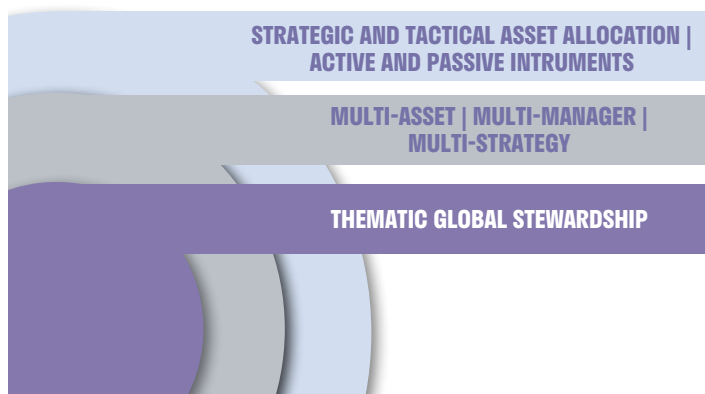 STRATEGIC AND TACTICAL ASSET ALLOCATION |
ACTIVE AND PASSIVE INTRUMENTS
MULTI-ASSET | MULTI-MANAGER |
MULTI-STRATEGY
THEMATIC GLOBAL STEWARDSHIP